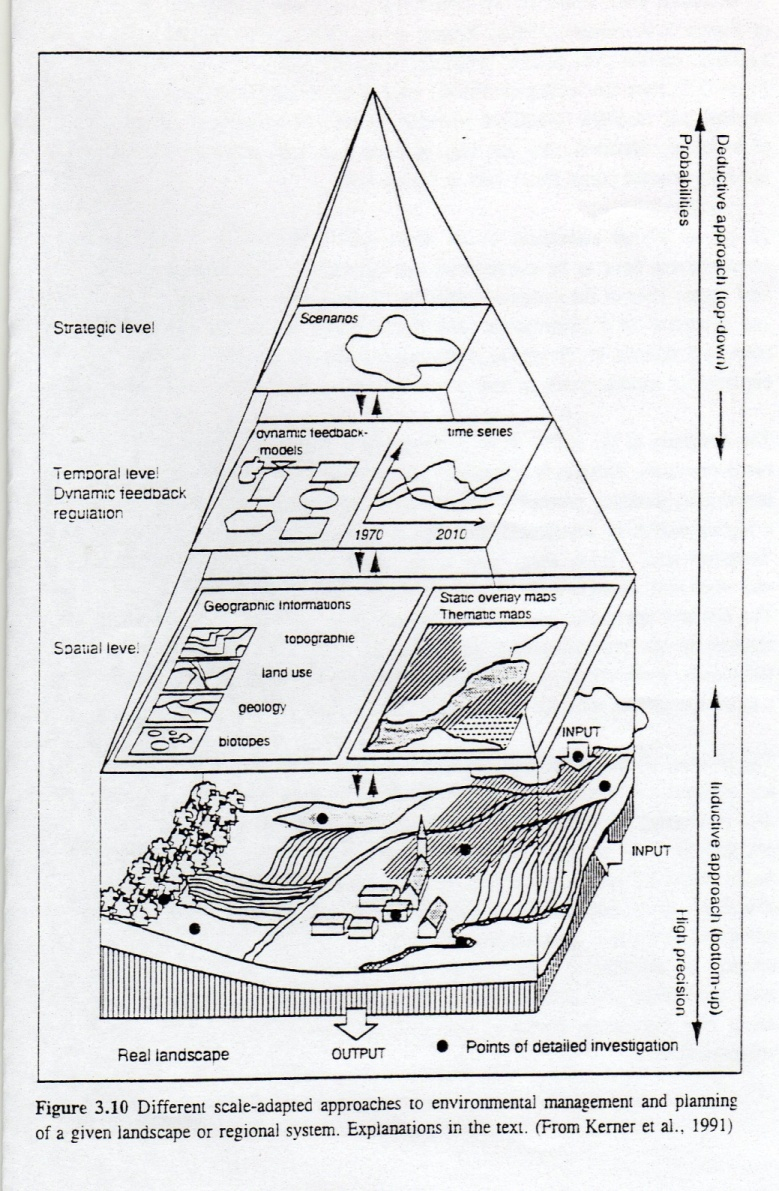 Deductive approach (top-down)
Probabilities
Strategic level
Scenarios
dynamic feedback-
models
time series
Temporal level
Dynamic feedback
regulation
1970
2010
Geographic Informations
Static overlay maps
Thematic maps
topographie
Spatial level
land use
geology
biotopes
INPUT
INPUT
Inductive approach (bottom-up)
High precision
Real landscape
OUTPUT
Points of detailed investigation
Figure 3.10 Different scale-adapted approaches to environmental management and planning
of a given landscape or regional system. Explanations in the text. (From Kerner et al., 1991)